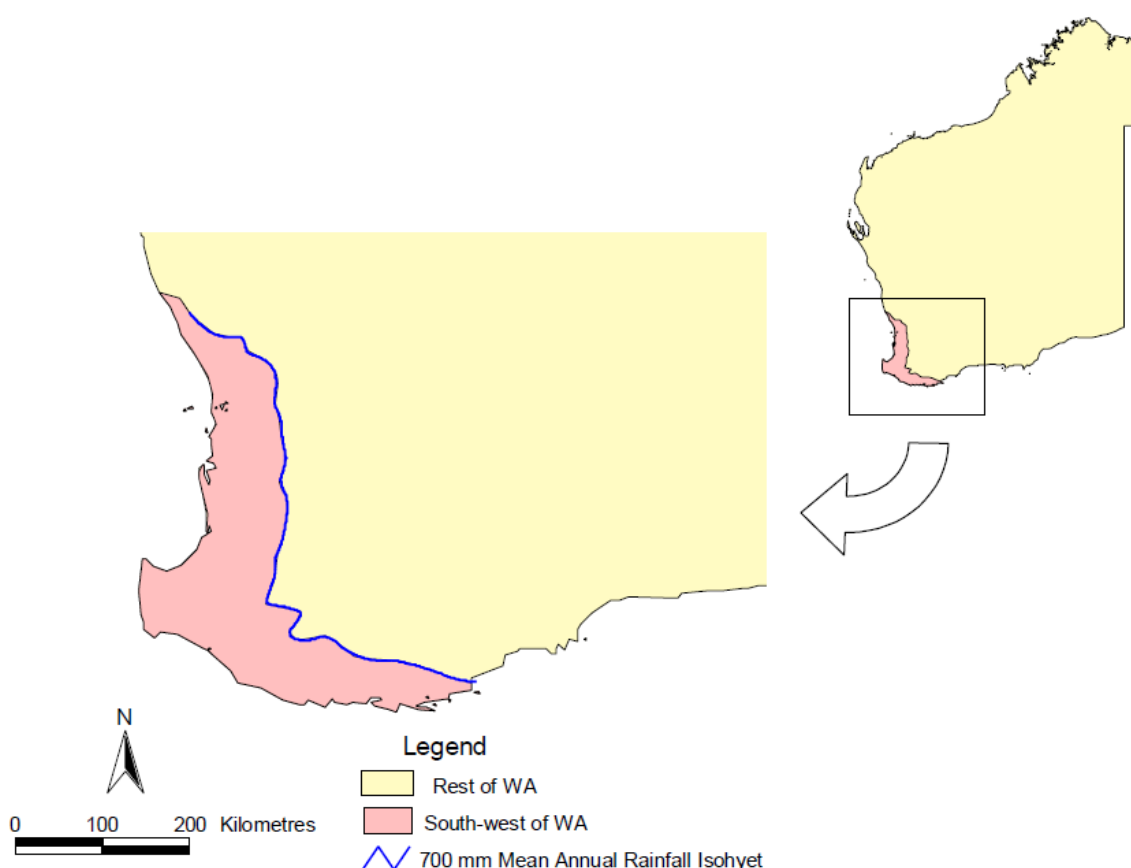 N
Legend
Rest of WA
0 100 200 Kilometres
South-west of WA
700 mm Mean Annual Rainfall Isohyet